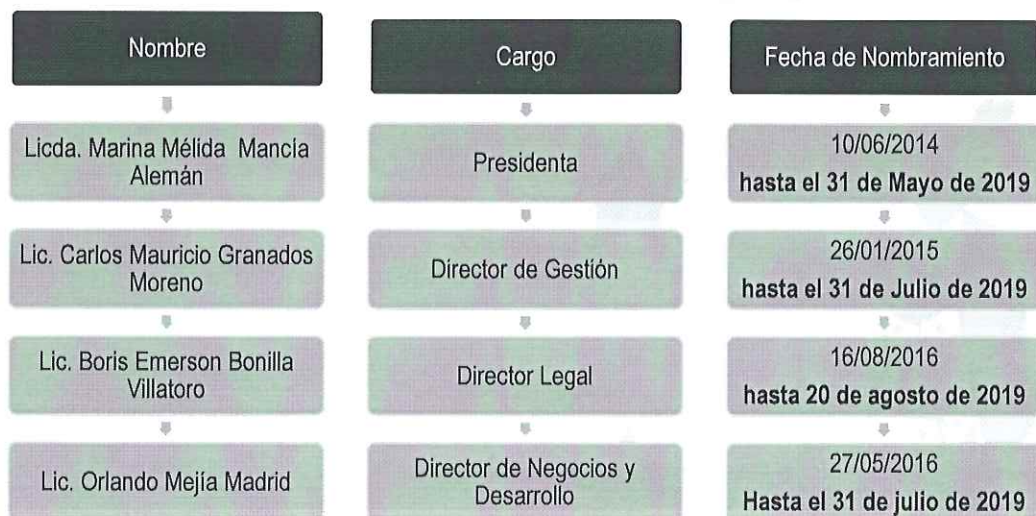 Nombre
Cargo
Fecha de Nombramiento
Licda. Marina Mélida Mancía
Alemán
Presidenta
10/06/2014
hasta el 31 de Mayo de 2019
Lic. Carlos Mauricio Granados
Moreno
Director de Gestión
26/01/2015
hasta el 31 de Julio de 2019
Lic. Boris Emerson Bonilla
Villatoro
Director Legal
16/08/2016
hasta 20 de agosto de 2019
Lic. Orlando Mejía Madrid
Director de Negocios y
Desarrollo
27/05/2016
Hasta el 31 de julio de 2019